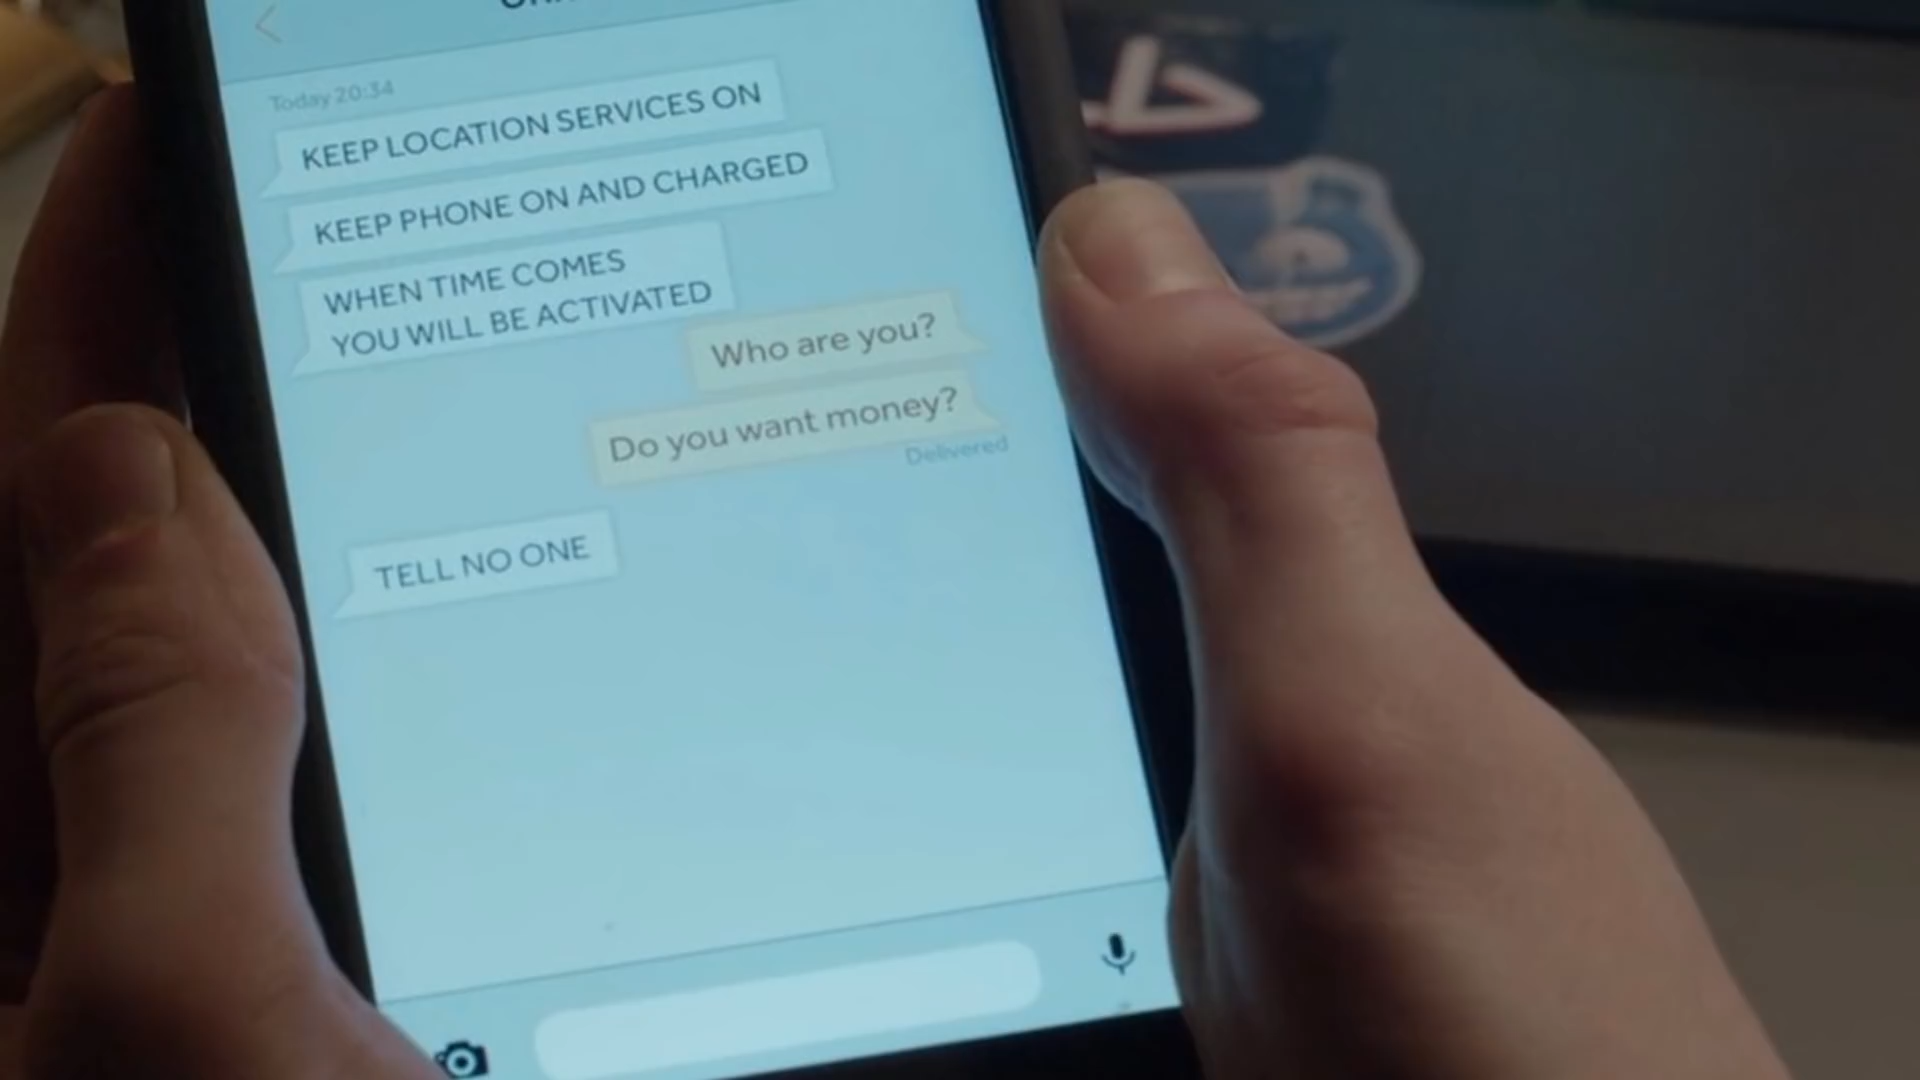 Today 20:34
KEEP LOCATION SERVICES ON
KEEP PHONE ON AND CHARGED
WHEN TIME COMES
YOU WILL BE ACTIVATED
Who are you?
Do you want money?
Delivered
TELL NO ONE